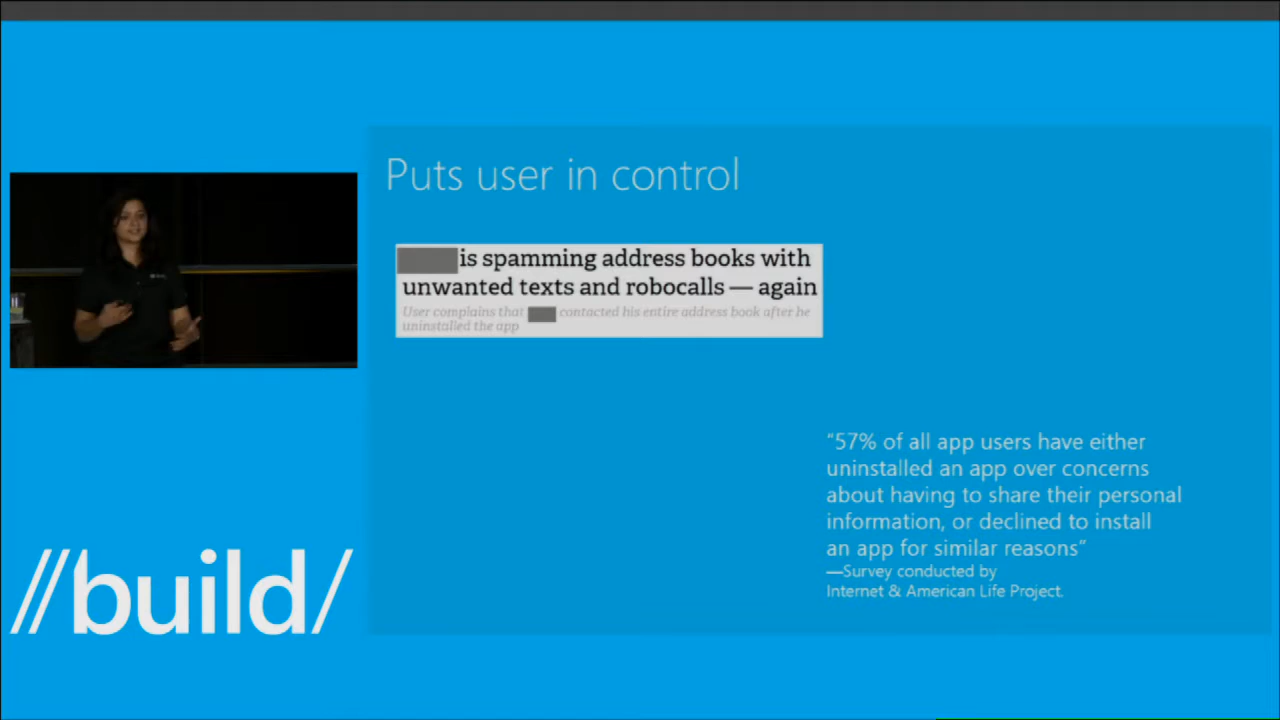 Puts user in control
is spamming address books with
unwanted texts and robocalls — again
User complains that contacted his entire address book after he
uninstalled the app
“57% of all app users have either
uninstalled an app over concerns
about having to share their personal
information, or declined to install
an app for similar reasons”
—Survey conducted by
Internet & American Life Project.
//build/